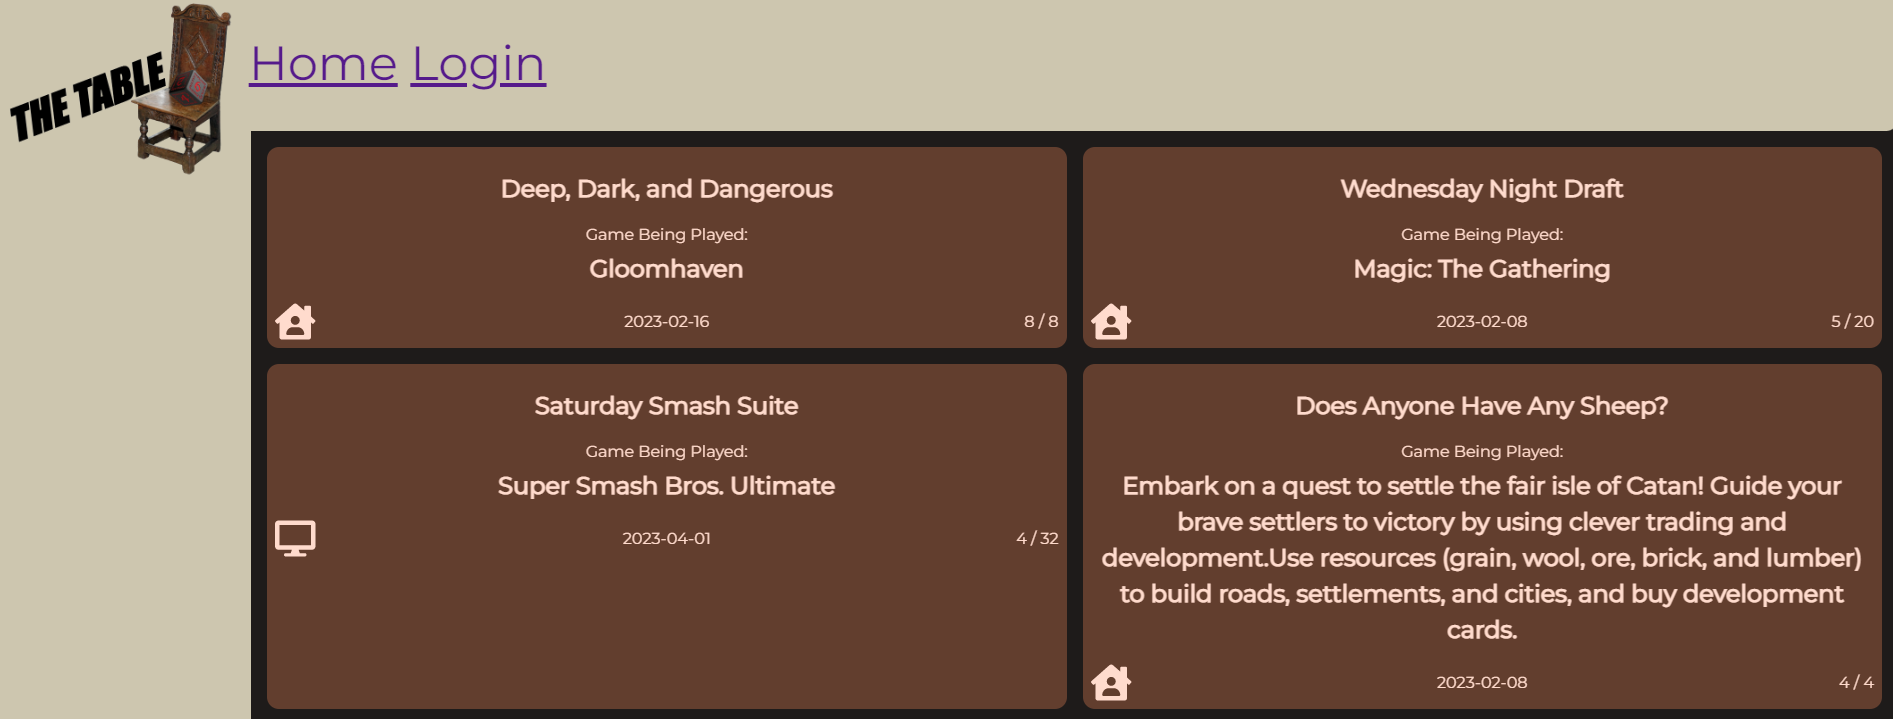 THE TABLE
Home Login
Deep, Dark, and Dangerous
Game Being Played:
Gloomhaven
2023-02-16
8 / 8
Wednesday Night Draft
Game Being Played:
Magic: The Gathering
2023-02-08
5 / 20
Saturday Smash Suite
Game Being Played:
Super Smash Bros. Ultimate
2023-04-01
4 / 32
Does Anyone Have Any Sheep?
Game Being Played:
Embark on a quest to settle the fair isle of Catan! Guide your
brave settlers to victory by using clever trading and
development.Use resources (grain, wool, ore, brick, and lumber)
to build roads, settlements, and cities, and buy development
cards.
2023-02-08
4 / 4